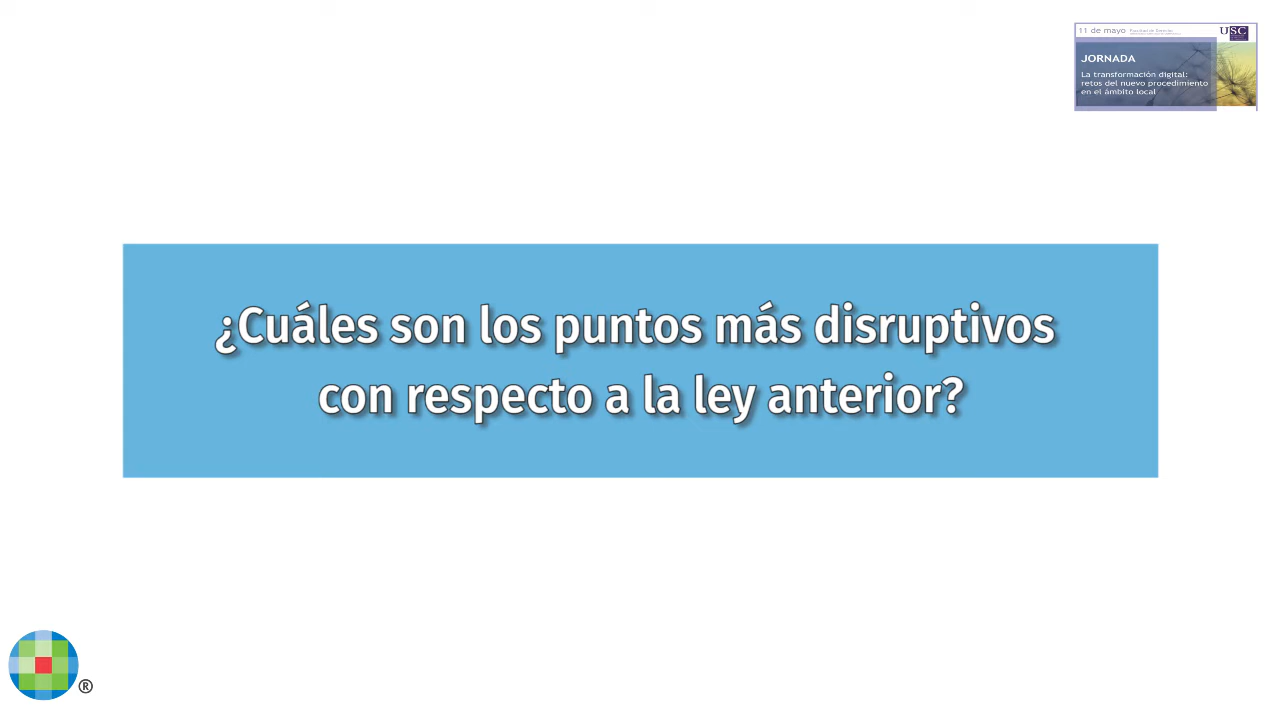 11 de mayo
USC
JORNADA
La transformación digital:
retos del nuevo procedimiento
en el ámbito local
¿Cuáles son los puntos más disruptivos
con respecto a la ley anterior?
®